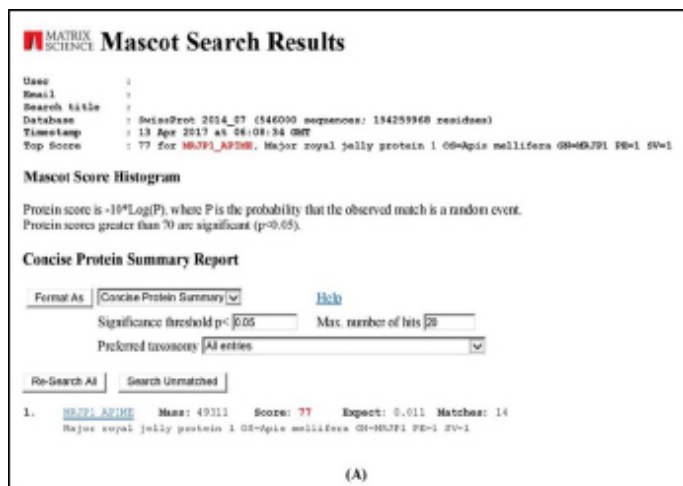 MATRIX SCIENCE Mascot Search Results
User :
Email :
Search title :
Database : SwissProt 2014_07 (546000 sequences; 194259968 residues)
Timestamp : 13 Apr 2017 at 06:08:34 GMT
Top Score : 77 for MRJP1_APIME, Major royal jelly protein 1 OS=Apis mellifera GN=MRJP1 PE=1 SV=1
Mascot Score Histogram
Protein score is -10*Log(P), where P is the probability that the observed match is a random event.
Protein scores greater than 70 are significant (p<0.05).
Concise Protein Summary Report
Format As Concise Protein Summary Help
Significance threshold p< 0.05 Max. number of hits 20
Preferred taxonomy All entries
Re-Search All Search Unmatched
1. MRJP1_APIME Mass: 49311 Score: 77 Expect: 0.011 Matches: 14
Major royal jelly protein 1 OS=Apis mellifera GN=MRJP1 PE=1 SV=1
(A)